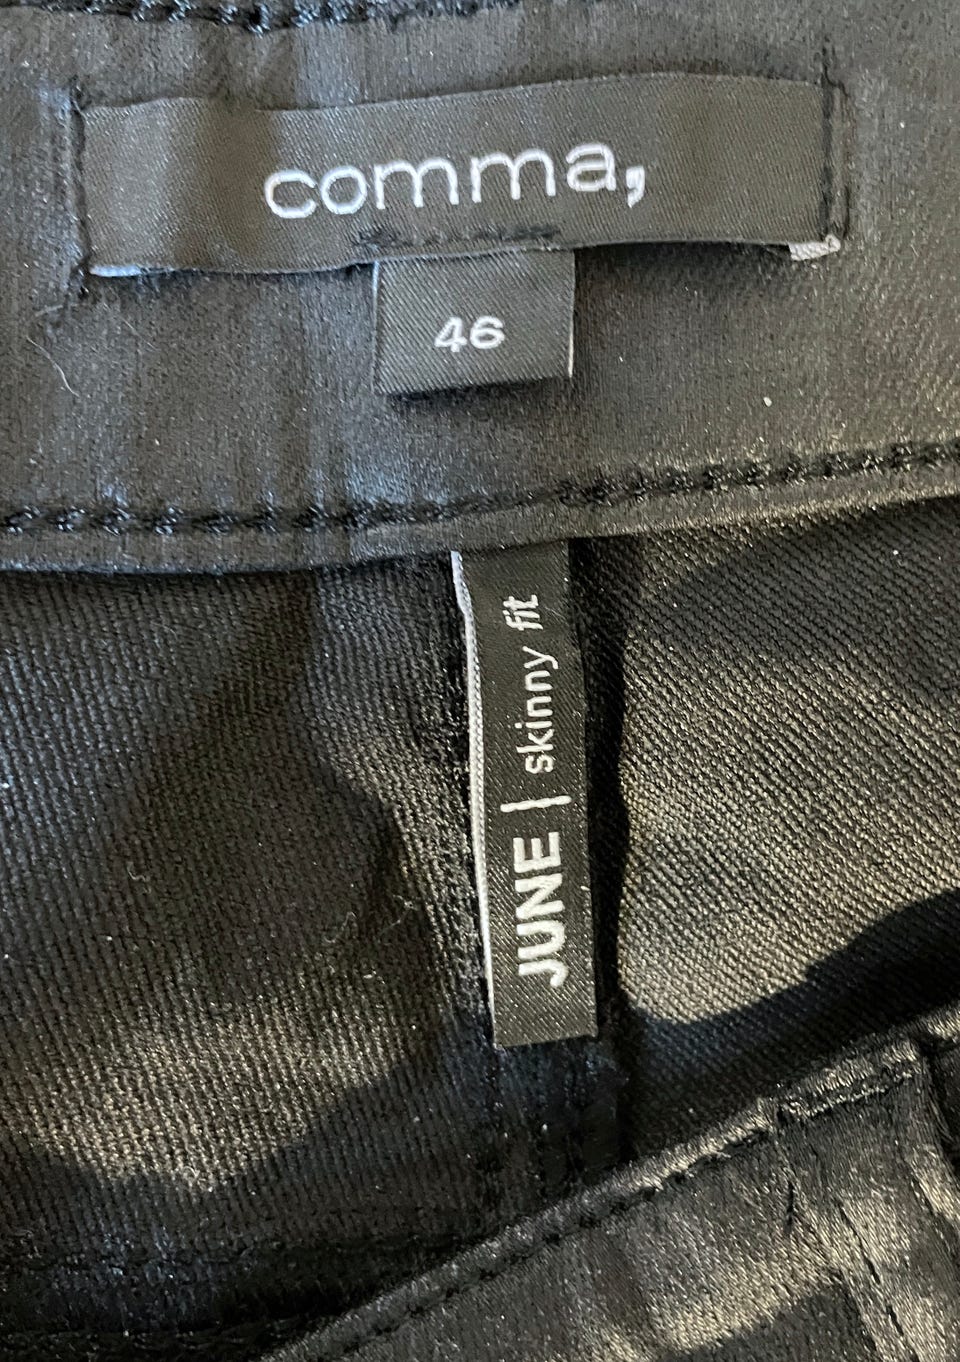 comma,
46
JUNE | skinny fit